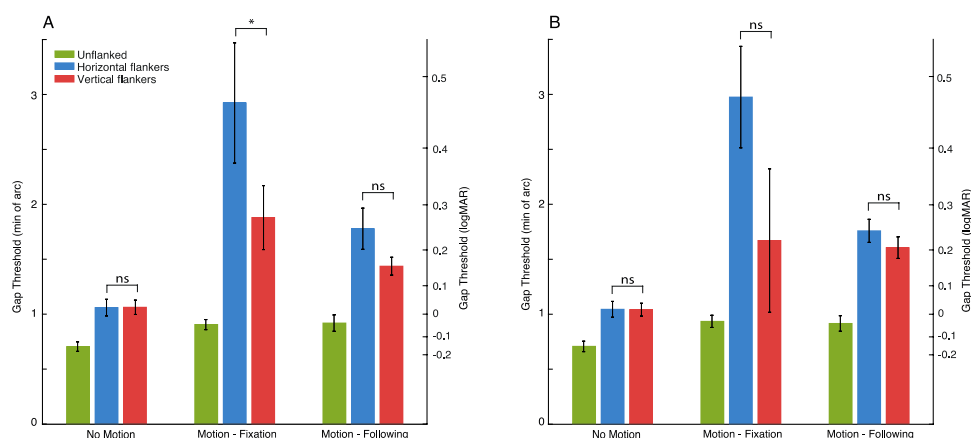 A
Unflanked
Horizontal flankers
Vertical flankers
Gap Threshold (min of arc)
3
2
1
0
*
ns
ns
0.5
0.4
0.3
0.2
0.1
0
-0.1
-0.2
Gap Threshold (logMAR)
No Motion
Motion - Fixation
Motion - Following
B
Gap Threshold (min of arc)
3
2
1
0
ns
ns
ns
0.5
0.4
0.3
0.2
0.1
0
-0.1
-0.2
Gap Threshold (logMAR)
No Motion
Motion - Fixation
Motion - Following